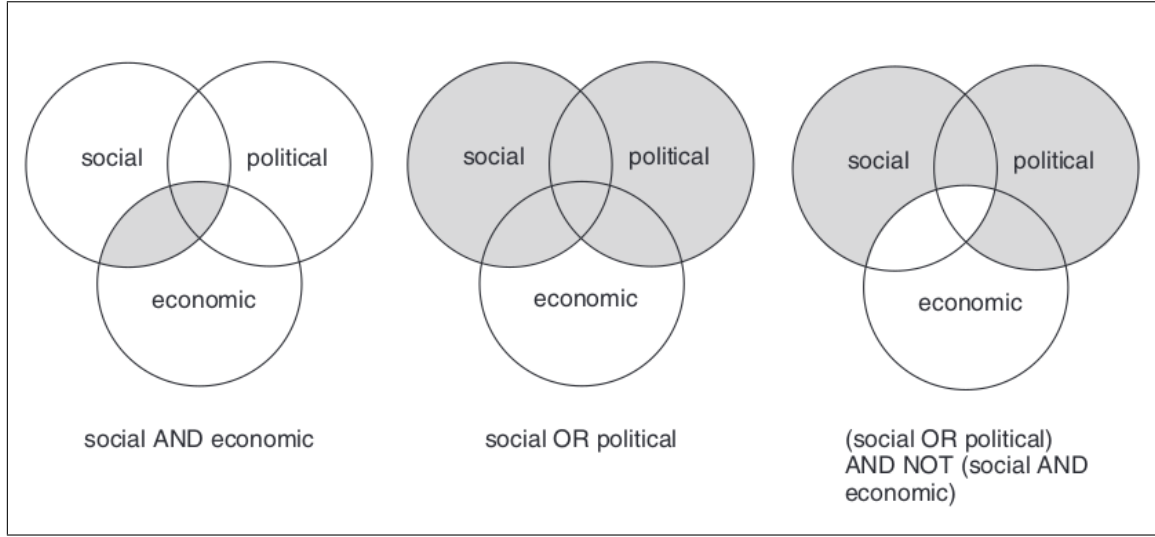 social
political
economic
social AND economic
social
political
economic
social OR political
social
political
economic
(social OR political)
AND NOT (social AND
economic)